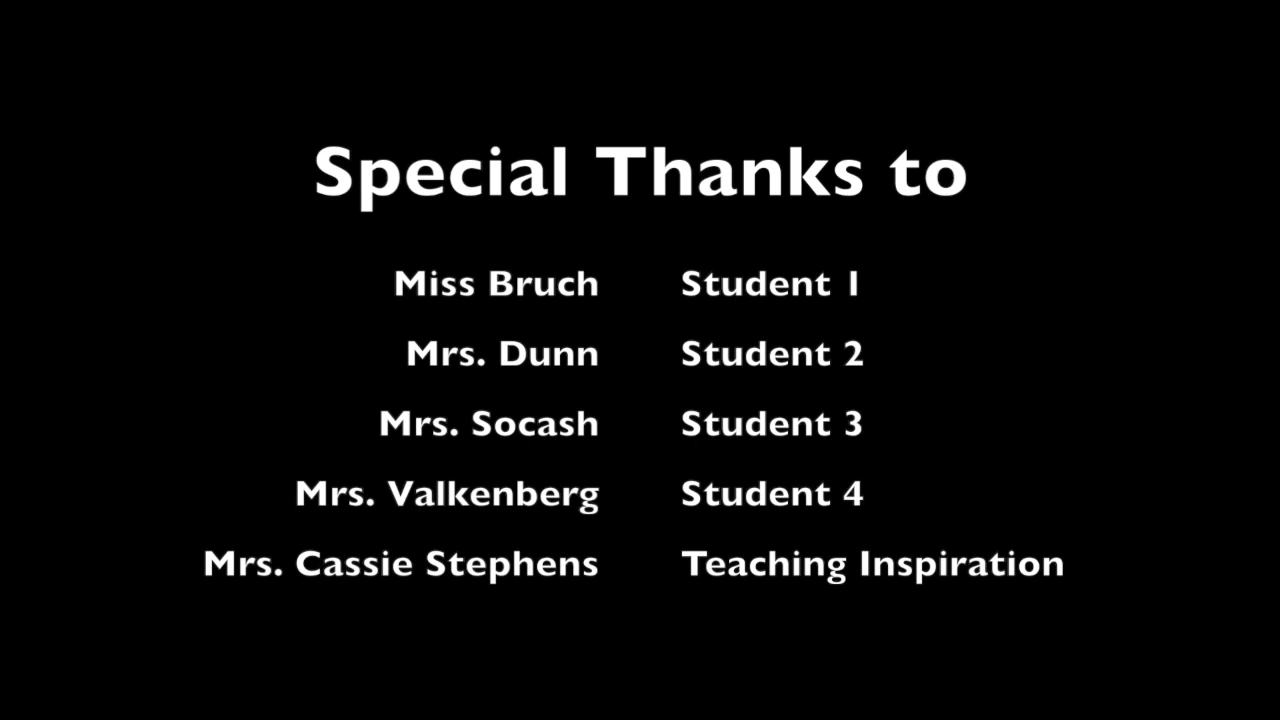 Special Thanks to
Miss Bruch Student 1
Mrs. Dunn Student 2
Mrs. Socash Student 3
Mrs. Valkenberg Student 4
Mrs. Cassie Stephens Teaching Inspiration